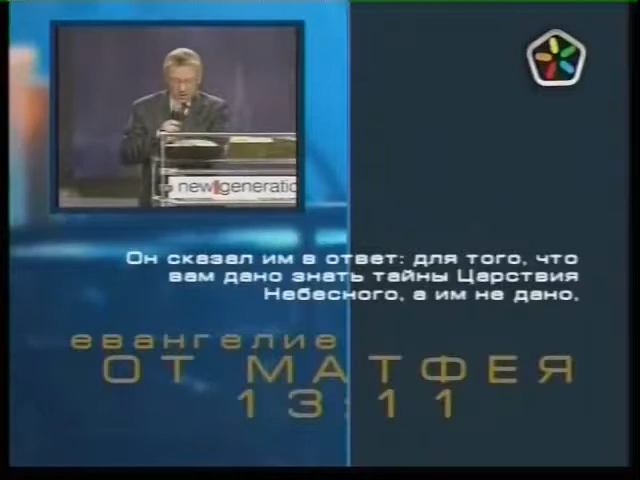 new generatio
Он сказал им в ответ: для того, что
вам дано знать тайны Царствия
Небесного, а им не дано,
евангелие
ОТ МАТФЕЯ
13:11